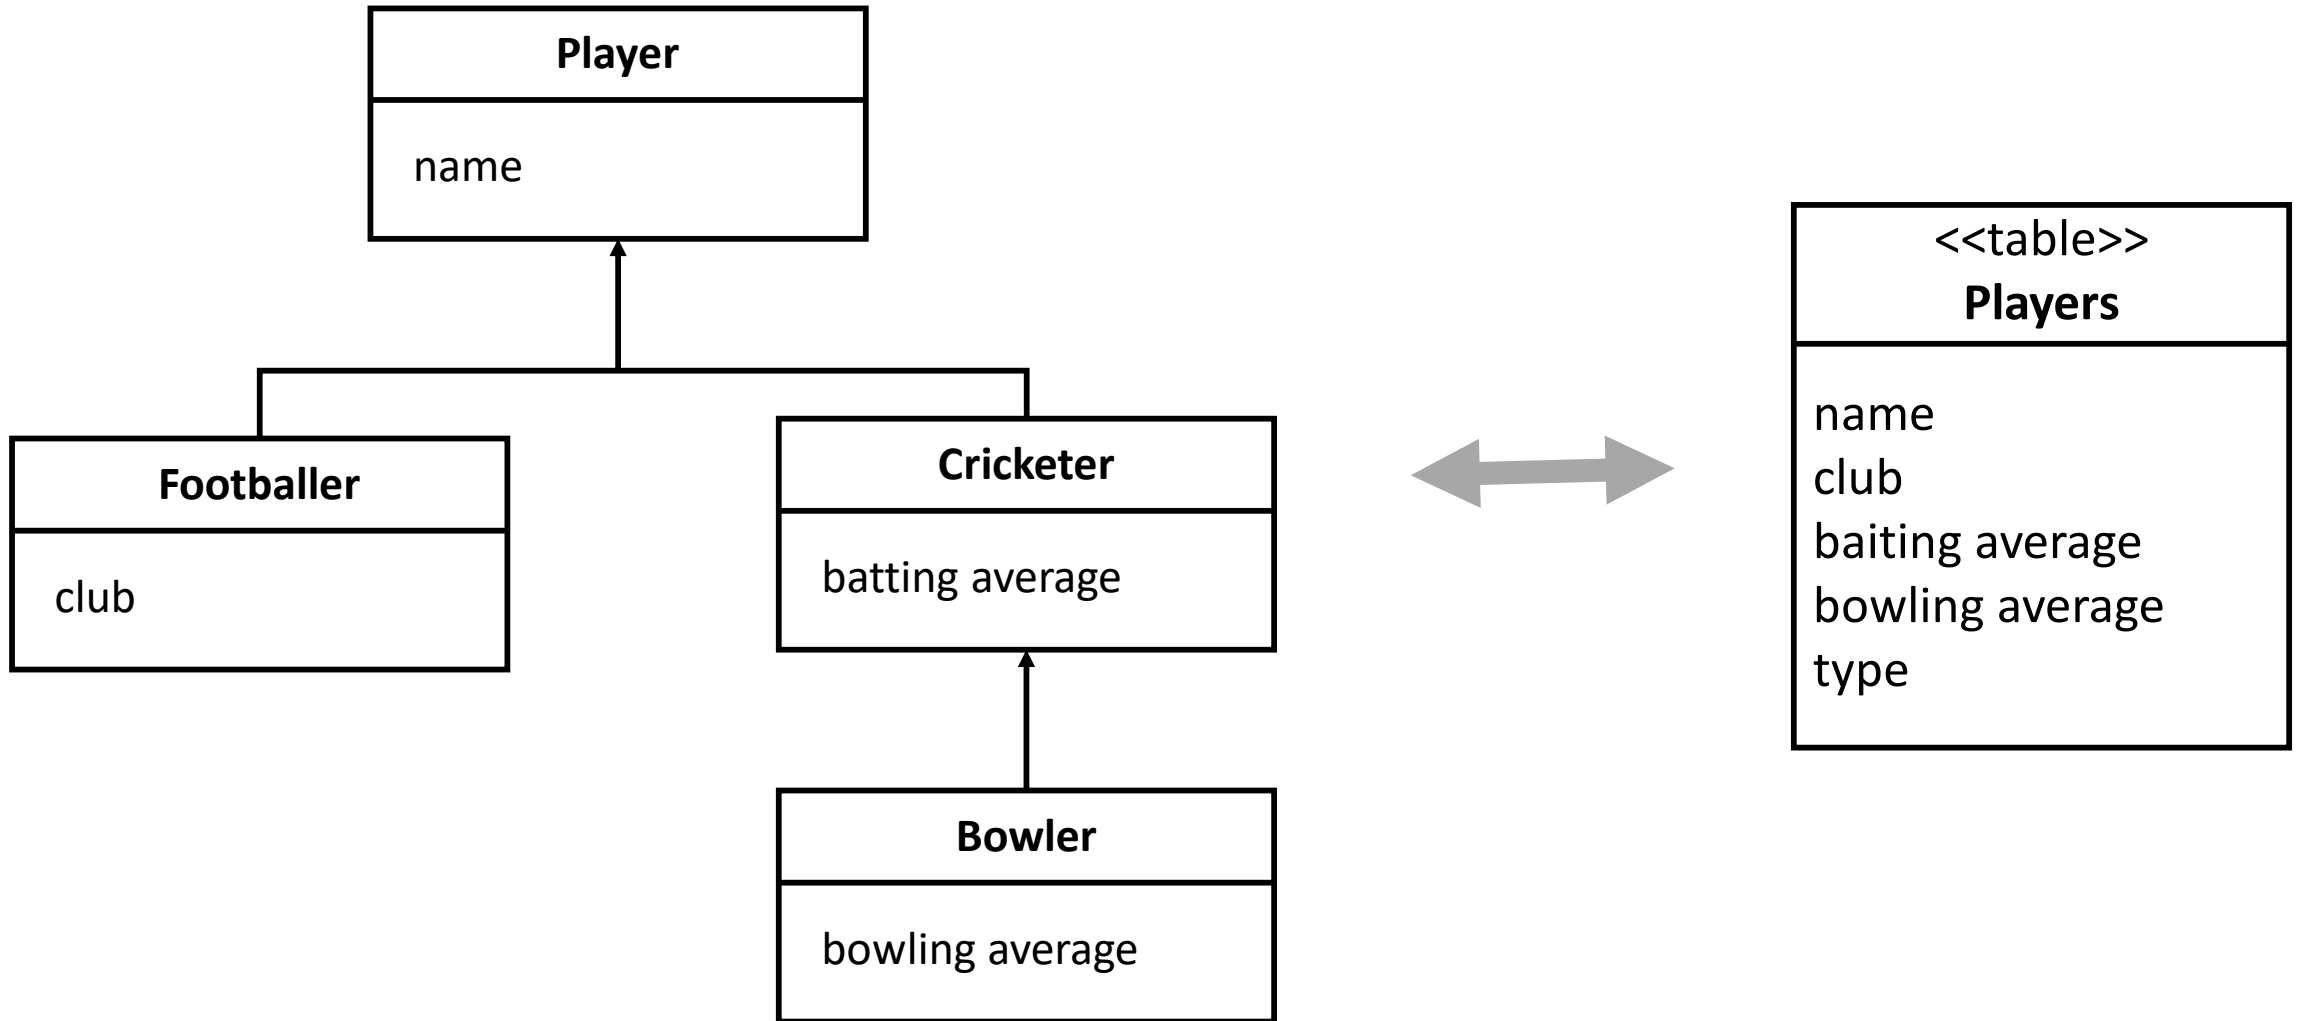 Player
name
Footballer
club
Cricketer
batting average
Bowler
bowling average
<<table>>
Players
name
club
baiting average
bowling average
type